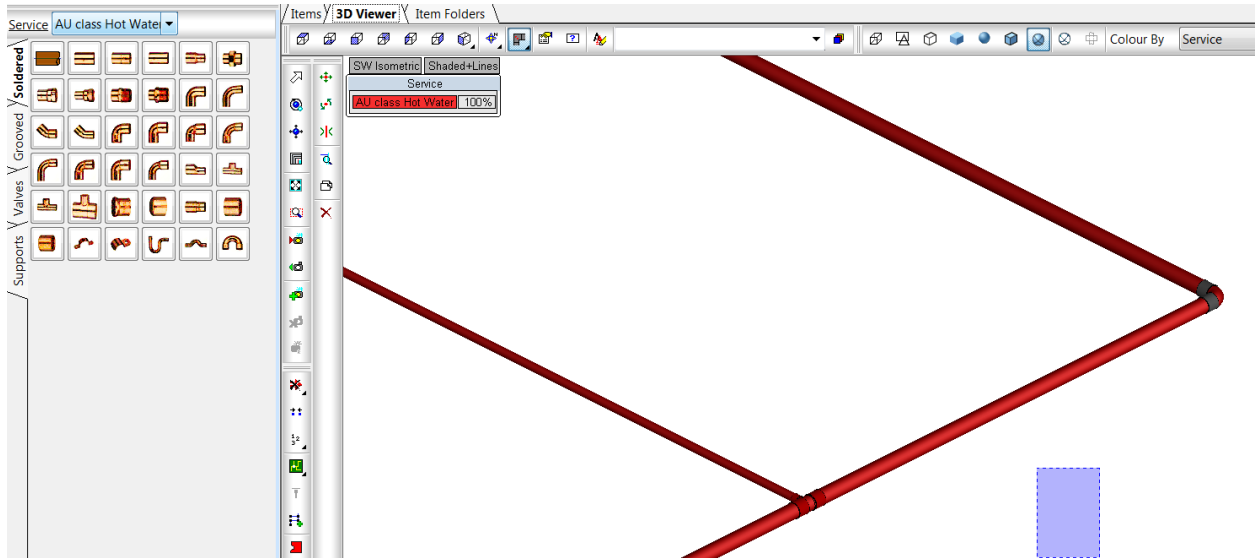 Service AU class Hot Water
Soldered
Grooved
Valves
Supports
Items 3D Viewer Item Folders
Colour By Service
SW Isometric Shaded+Lines
Service
AU class Hot Water 100%